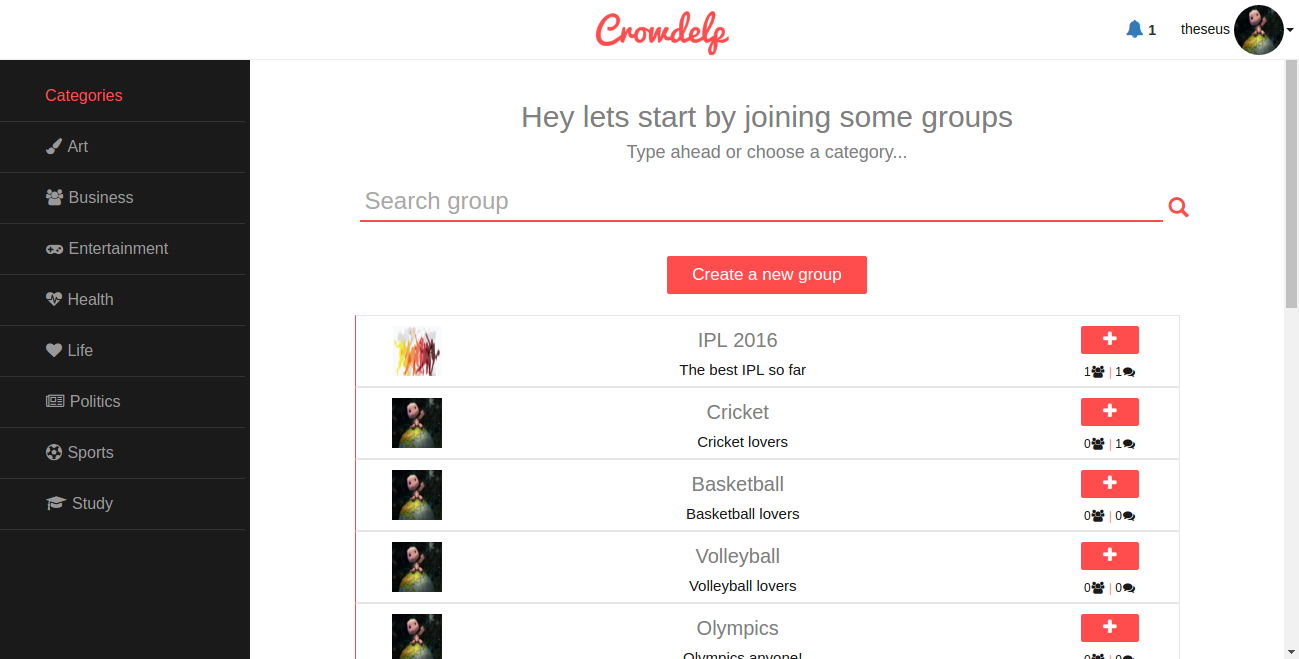 Crowdelp
1
theseus
Categories
Art
Business
Entertainment
Health
Life
Politics
Sports
Study
Hey lets start by joining some groups
Type ahead or choose a category...
Search group
Create a new group
IPL 2016
The best IPL so far
1 | 1
Cricket
Cricket lovers
0 | 1
Basketball
Basketball lovers
0 | 0
Volleyball
Volleyball lovers
0 | 0
Olympics
Olympics anyone!
0 | 0